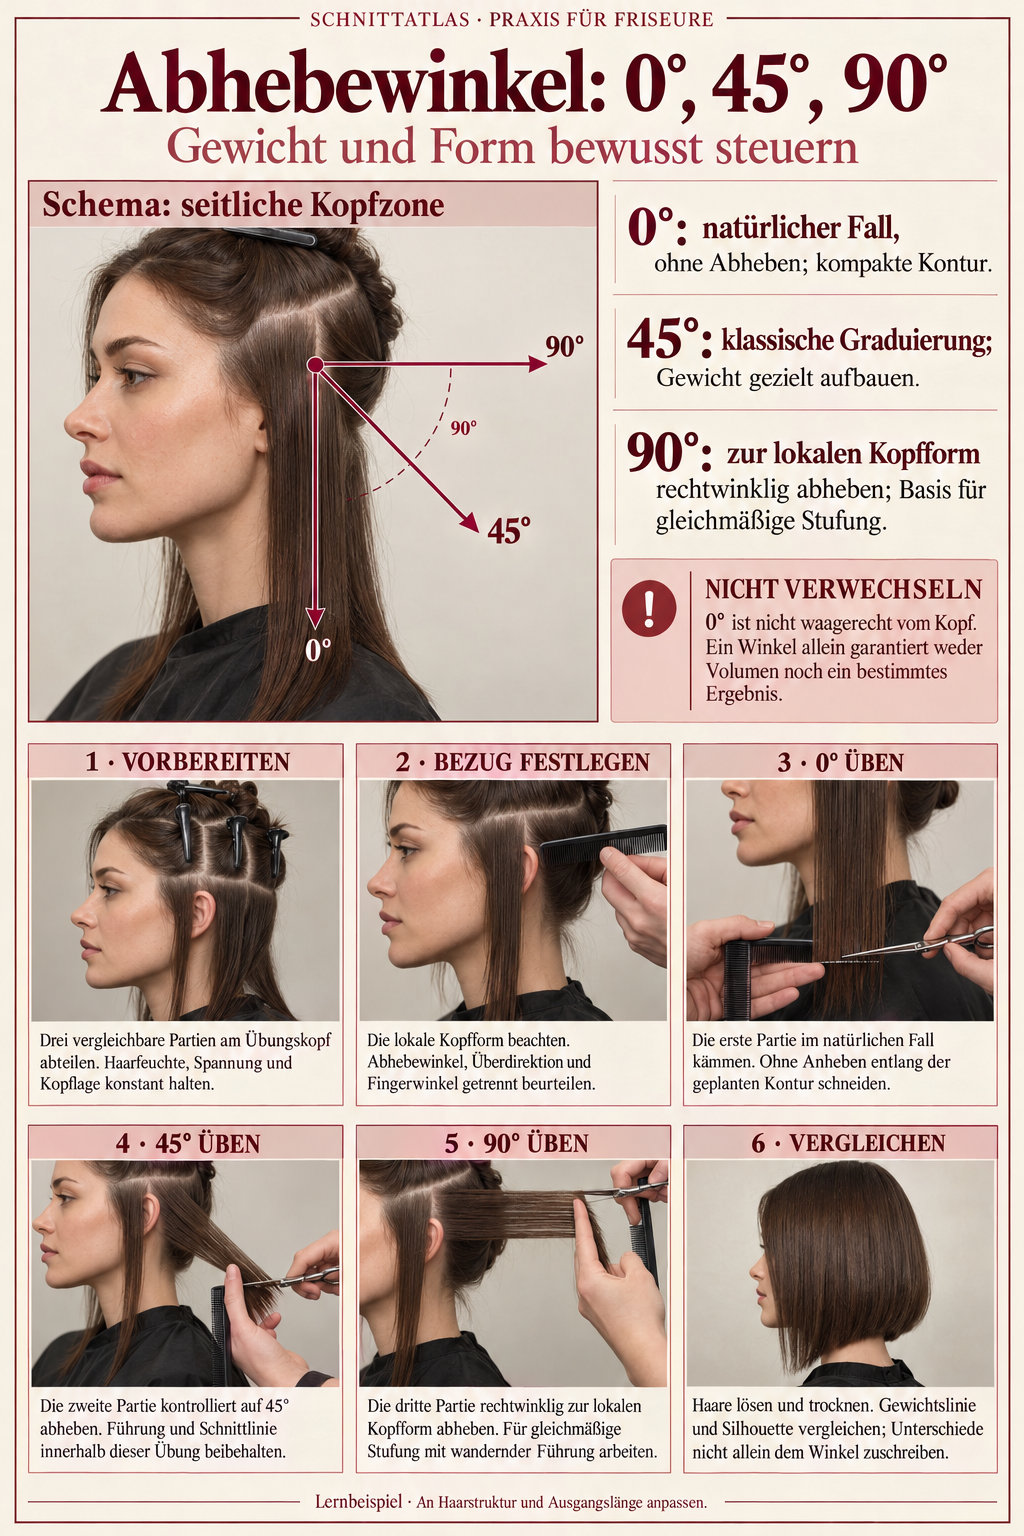 SCHNITTATLAS · PRAXIS FÜR FRISEURE
Abhebewinkel: 0°, 45°, 90°
Gewicht und Form bewusst steuern
Schema: seitliche Kopfzone
90°
90°
45°
0°
0°: natürlicher Fall,
ohne Abheben; kompakte Kontur.
45°: klassische Graduierung;
Gewicht gezielt aufbauen.
90°: zur lokalen Kopfform
rechtwinklig abheben; Basis für
gleichmäßige Stufung.
!
NICHT VERWECHSELN
0° ist nicht waagerecht vom Kopf.
Ein Winkel allein garantiert weder
Volumen noch ein bestimmtes
Ergebnis.
1 · VORBEREITEN
Drei vergleichbare Partien am Übungskopf
abteilen. Haarfeuchte, Spannung und
Kopflage konstant halten.
2 · BEZUG FESTLEGEN
Die lokale Kopfform beachten.
Abhebewinkel, Überdirektion und
Fingerwinkel getrennt beurteilen.
3 · 0° ÜBEN
Die erste Partie im natürlichen Fall
kämmen. Ohne Anheben entlang der
geplanten Kontur schneiden.
4 · 45° ÜBEN
Die zweite Partie kontrolliert auf 45°
abheben. Führung und Schnittlinie
innerhalb dieser Übung beibehalten.
5 · 90° ÜBEN
Die dritte Partie rechtwinklig zur lokalen
Kopfform abheben. Für gleichmäßige
Stufung mit wandernder Führung arbeiten.
6 · VERGLEICHEN
Haare lösen und trocknen. Gewichtslinie
und Silhouette vergleichen; Unterschiede
nicht allein dem Winkel zuschreiben.
Lernbeispiel · An Haarstruktur und Ausgangslänge anpassen.